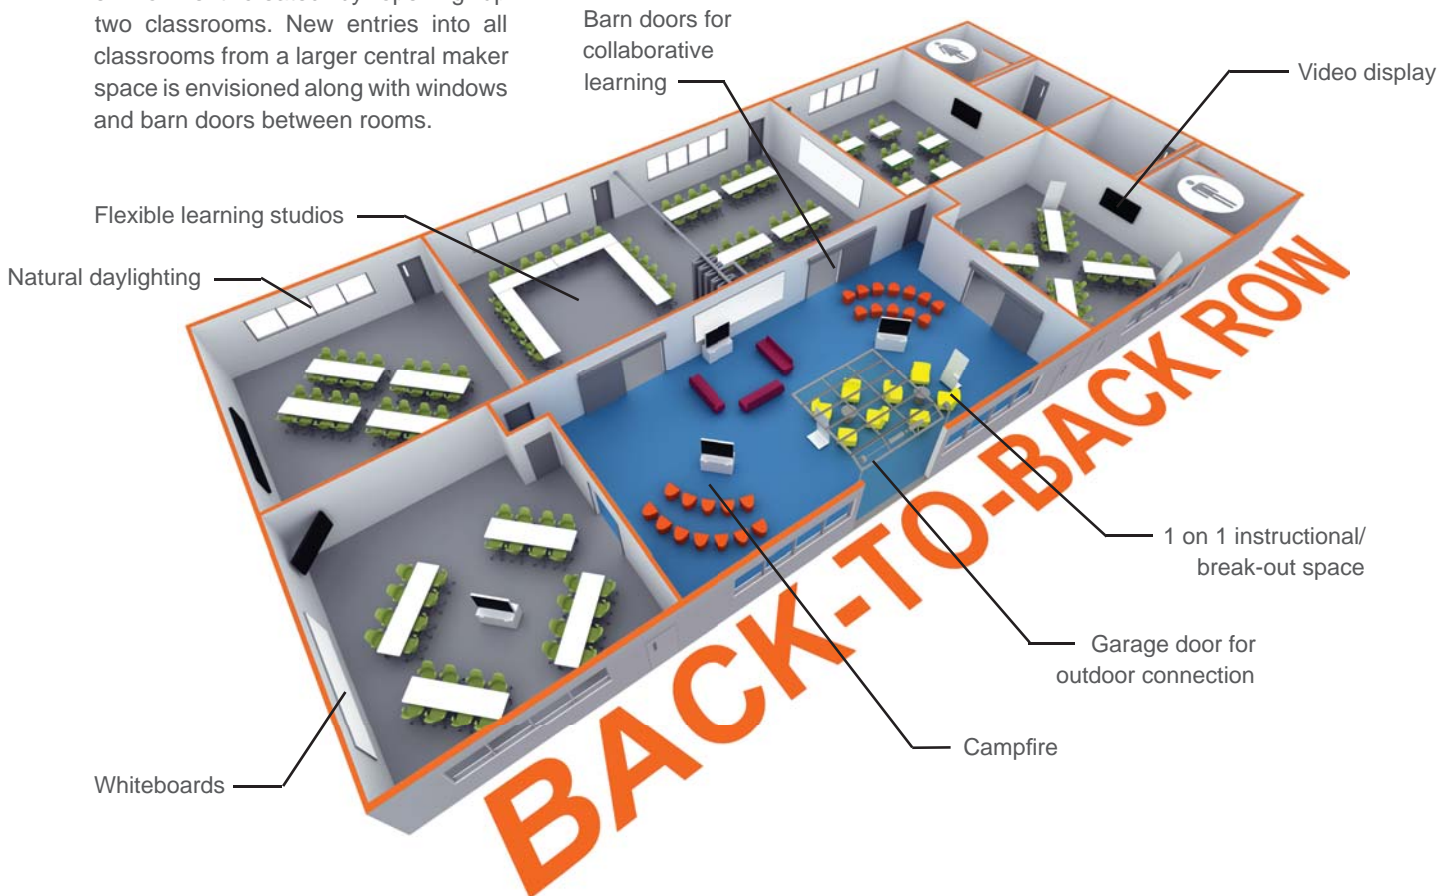 two classrooms. New entries into all
classrooms from a larger central maker
space is envisioned along with windows
and barn doors between rooms.
Barn doors for
collaborative
learning
Video display
Flexible learning studios
Natural daylighting
1 on 1 instructional/
break-out space
Garage door for
outdoor connection
Campfire
Whiteboards
BACK-TO-BACK ROW